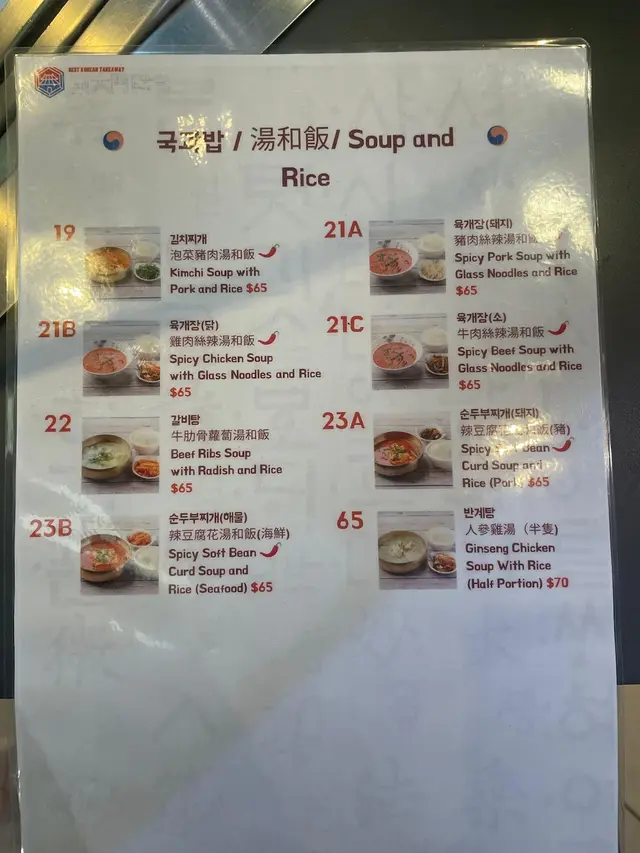 BEST KOREAN TAKEAWAY
국과밥 / 湯和飯/ Soup and
Rice
19
김치찌개
泡菜豬肉湯和飯
Kimchi Soup with
Pork and Rice $65
21A
육개장(돼지)
豬肉絲辣湯和飯
Spicy Pork Soup with
Glass Noodles and Rice
$65
21B
육개장(닭)
雞肉絲辣湯和飯
Spicy Chicken Soup
with Glass Noodles and Rice
$65
21C
육개장(소)
牛肉絲辣湯和飯
Spicy Beef Soup with
Glass Noodles and Rice
$65
22
갈비탕
牛肋骨蘿蔔湯和飯
Beef Ribs Soup
with Radish and Rice
$65
23A
순두부찌개(돼지)
辣豆腐花湯和飯(豬)
Spicy Soft Bean
Curd Soup and
Rice (Pork) $65
23B
순두부찌개(해물)
辣豆腐花湯和飯(海鮮)
Spicy Soft Bean
Curd Soup and
Rice (Seafood) $65
65
반계탕
人參雞湯（半隻）
Ginseng Chicken
Soup With Rice
(Half Portion) $70